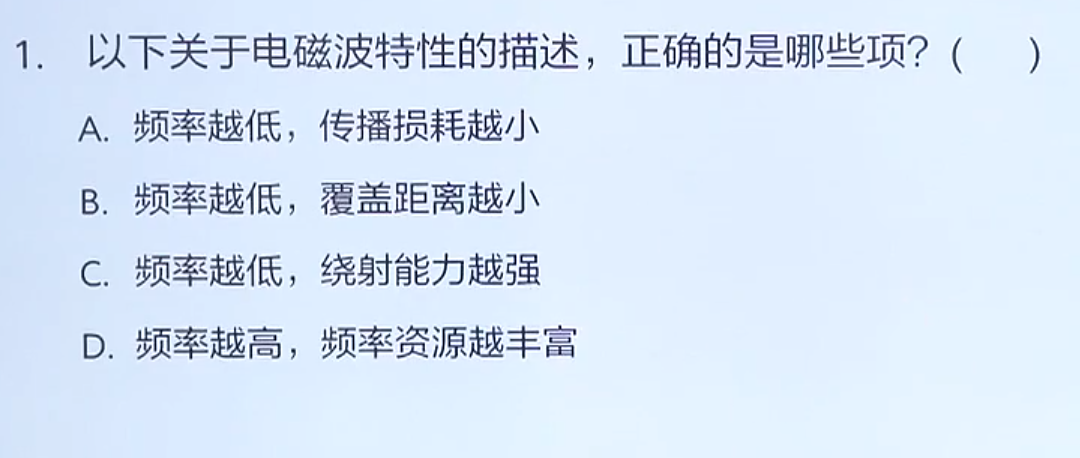 1. 以下关于电磁波特性的描述，正确的是哪些项？（ ）
A. 频率越低，传播损耗越小
B. 频率越低，覆盖距离越小
C. 频率越低，绕射能力越强
D. 频率越高，频率资源越丰富